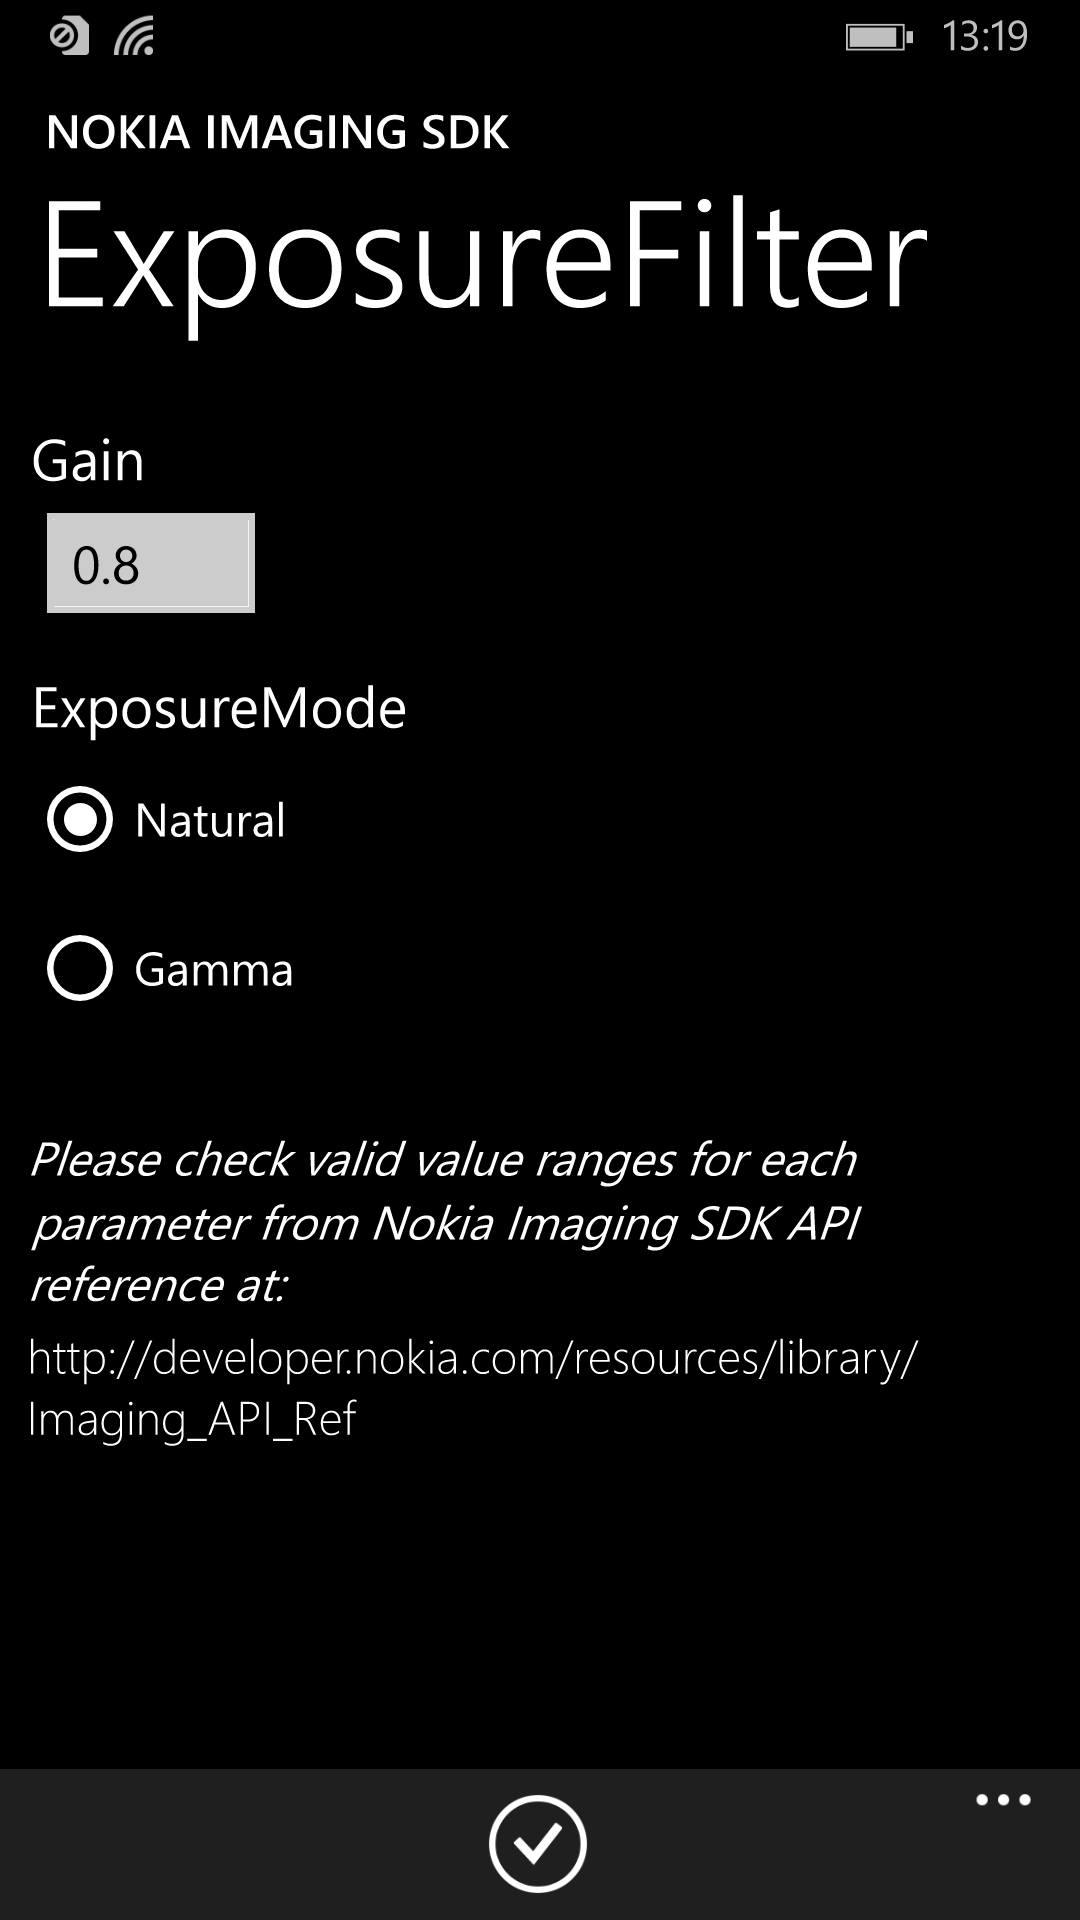 13:19
NOKIA IMAGING SDK
ExposureFilter
Gain
0.8
ExposureMode
Natural
Gamma
Please check valid value ranges for each
parameter from Nokia Imaging SDK API
reference at:
http://developer.nokia.com/resources/library/
Imaging_API_Ref